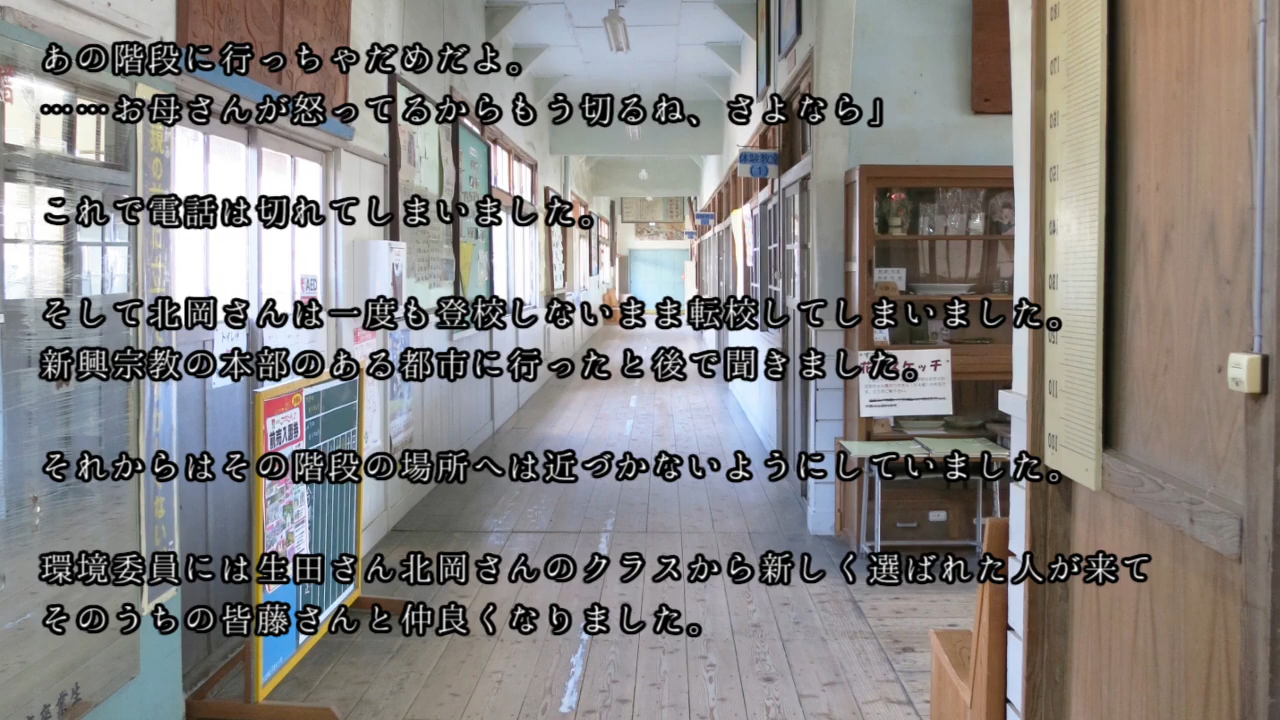 あの階段に行っちゃだめだよ。
……お母さんが怒ってるからもう切るね、さよなら」
これで電話は切れてしまいました。
そして北岡さんは一度も登校しないまま転校してしまいました。
新興宗教の本部のある都市に行ったと後で聞きました。
それからはその階段の場所へは近づかないようにしていました。
環境委員には生田さん北岡さんのクラスから新しく選ばれた人が来て
そのうちの皆藤さんと仲良くなりました。
体験教室
(1)
AED
トイレ